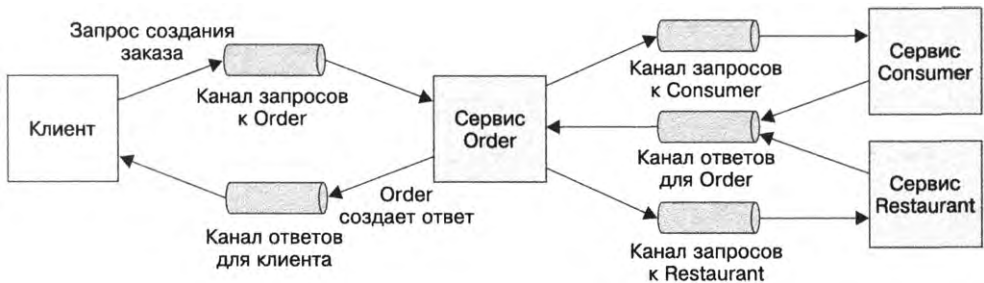 Запрос создания
заказа
Канал запросов
к Order
Клиент
Канал ответов
для клиента
Order
создает ответ
Сервис
Order
Канал запросов
к Consumer
Канал ответов
для Order
Канал запросов
к Restaurant
Сервис
Consumer
Сервис
Restaurant